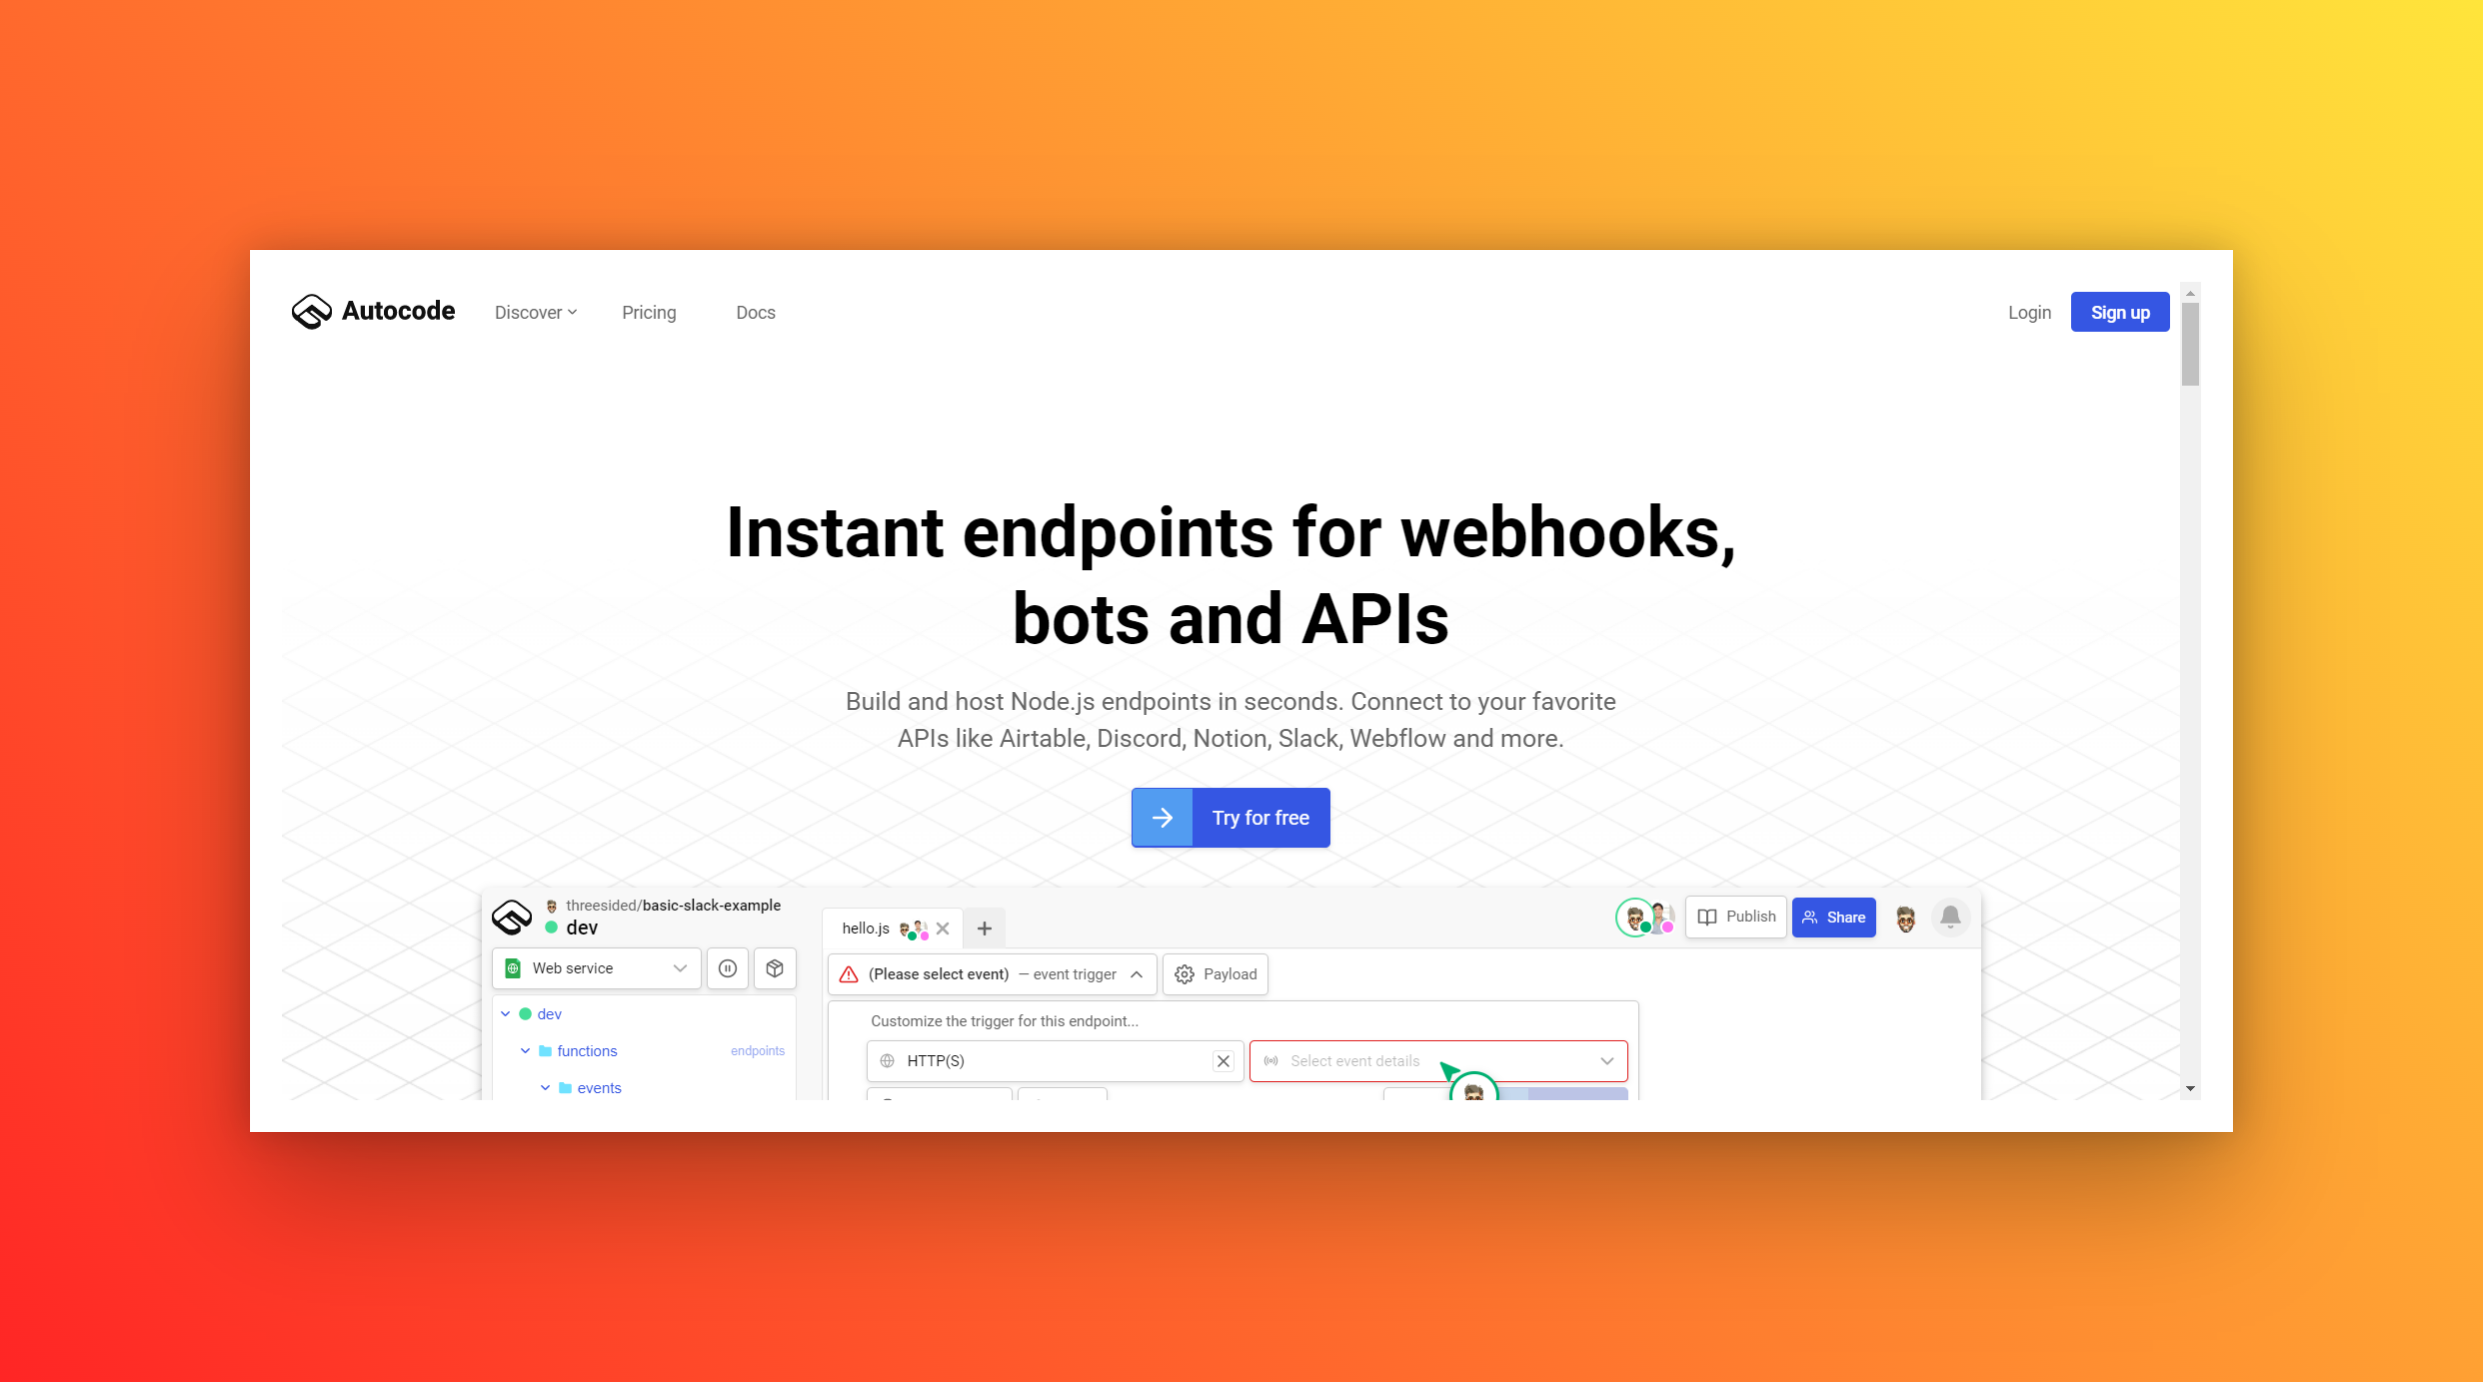 Autocode
Discover
Pricing
Docs
Login
Sign up
Instant endpoints for webhooks,
bots and APIs
Build and host Node.js endpoints in seconds. Connect to your favorite
APIs like Airtable, Discord, Notion, Slack, Webflow and more.
Try for free
threesided/basic-slack-example
dev
hello.js
Publish
Share
Web service
(Please select event) — event trigger
Payload
dev
Customize the trigger for this endpoint...
functions
endpoints
HTTP(S)
Select event details
events